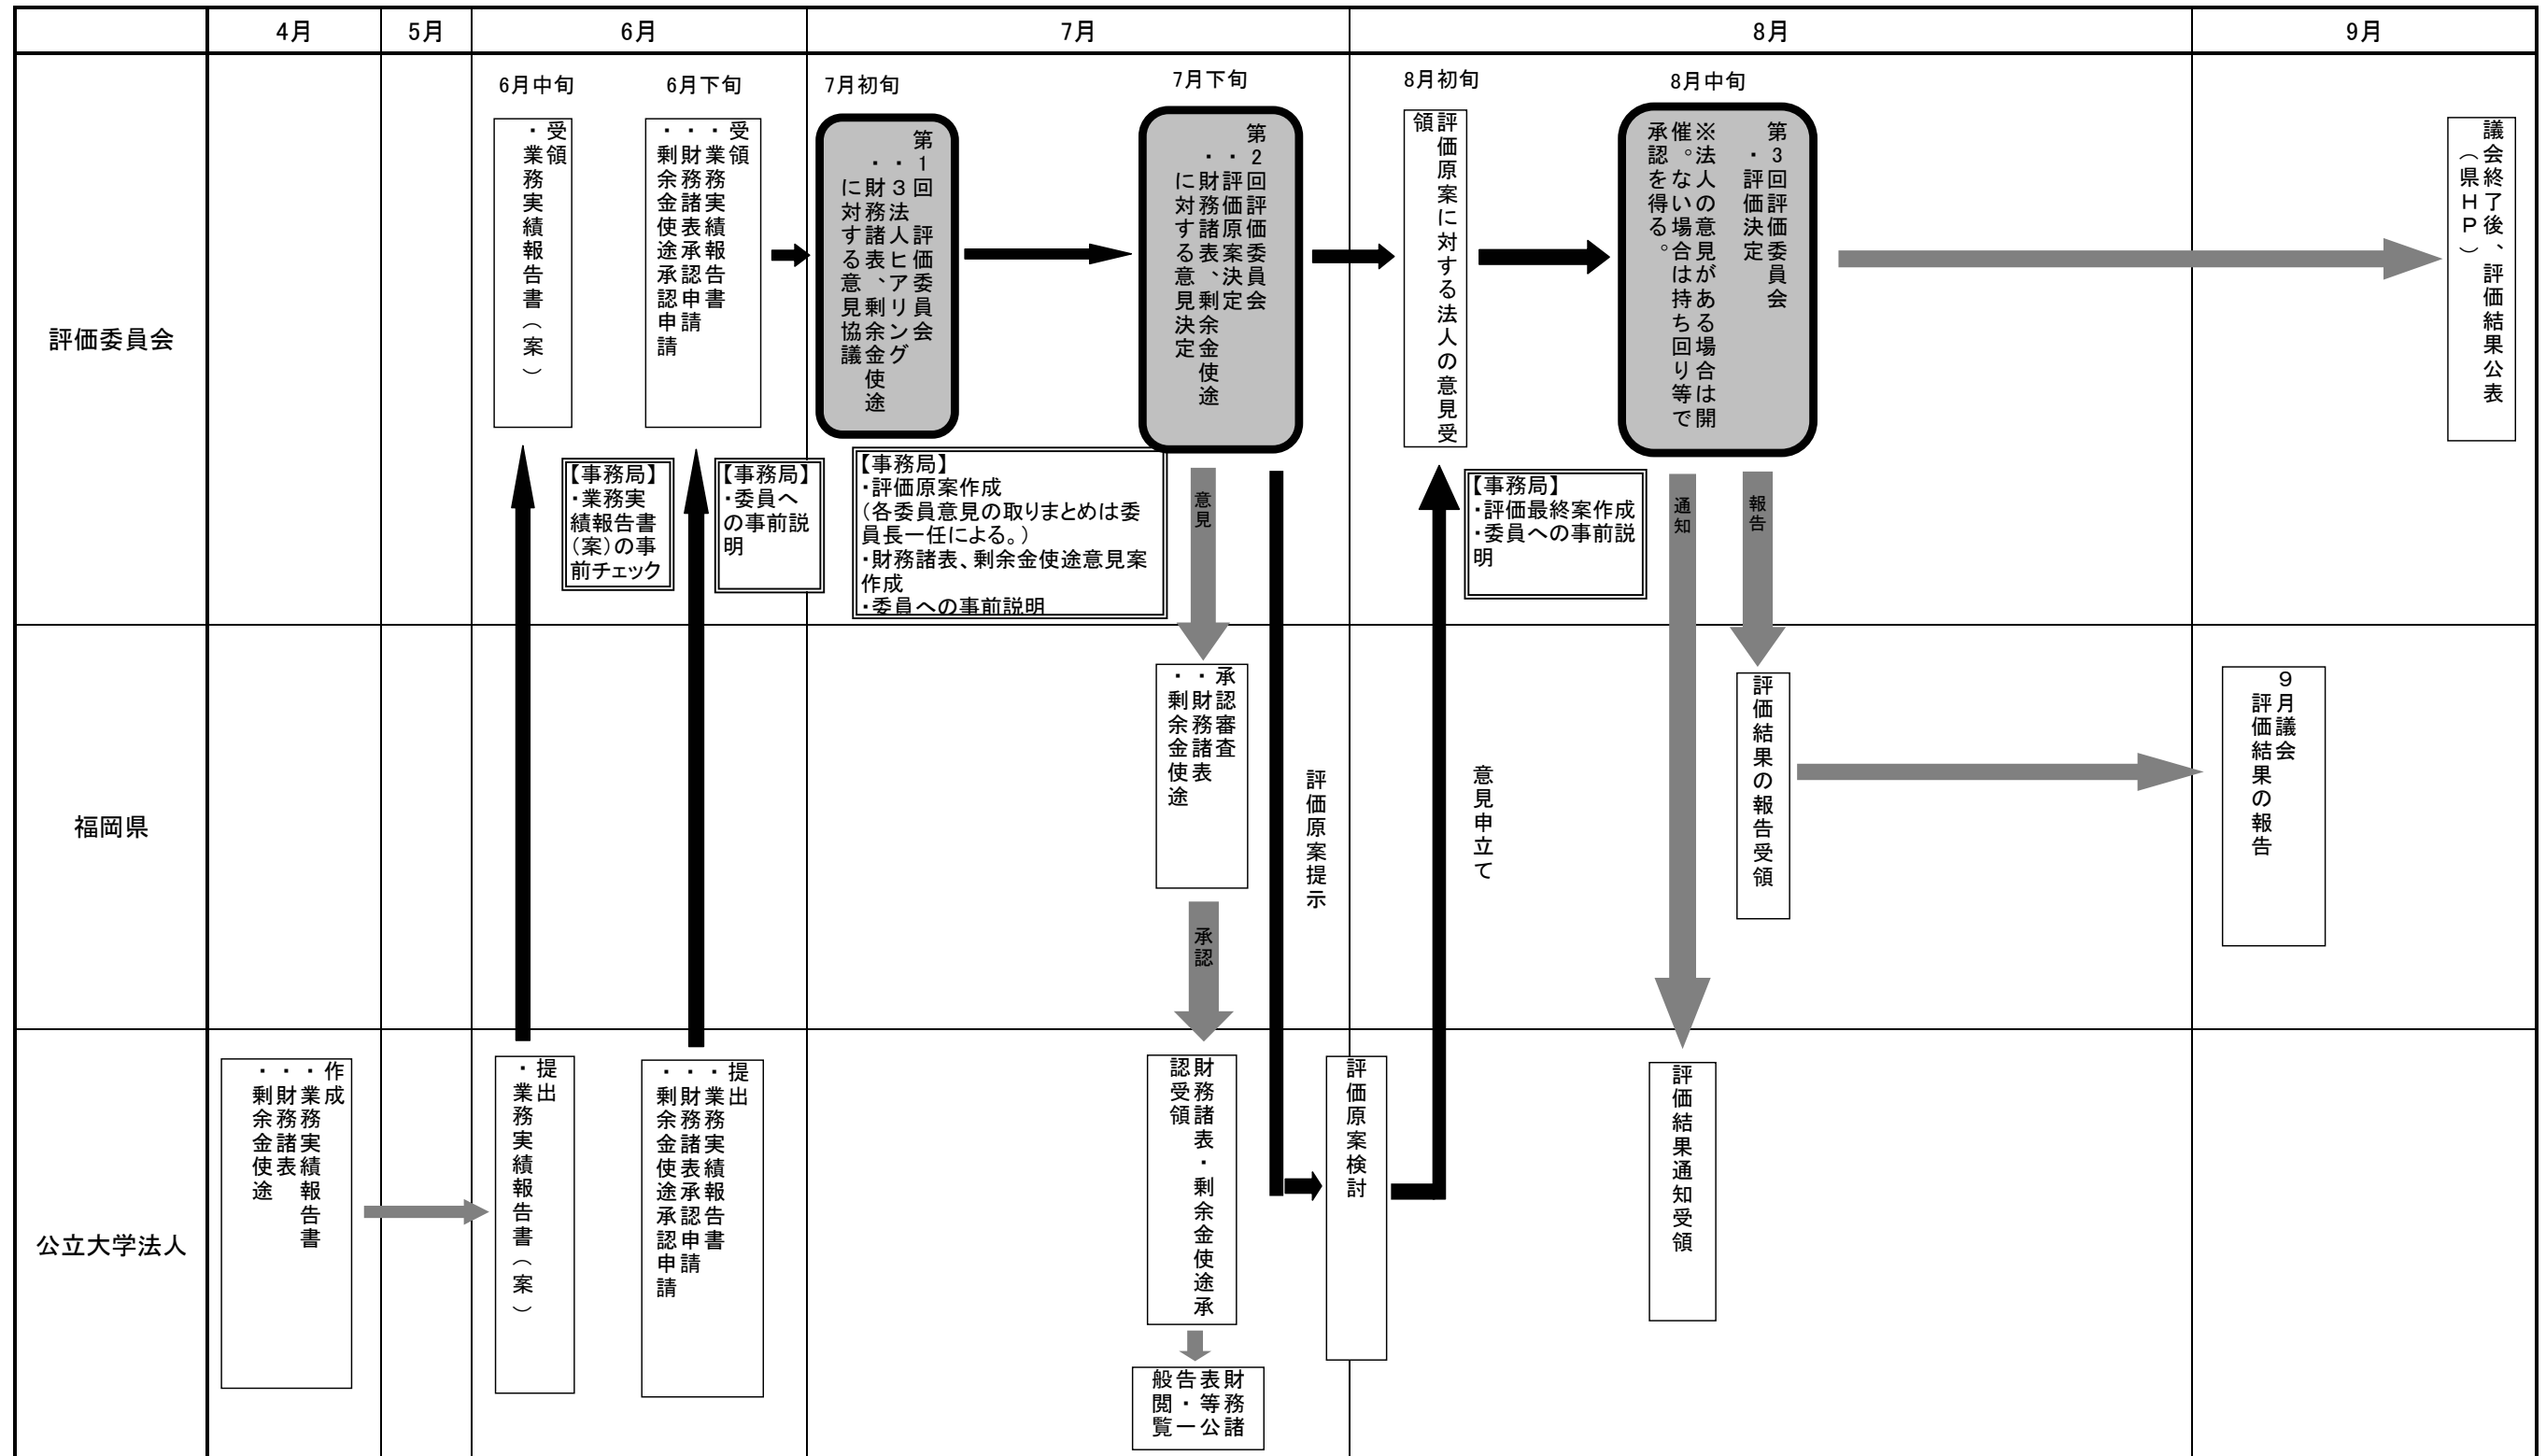 4月
5月
6月
7月
8月
9月
評価委員会
6月中旬
受領
・業務実績報告書（案）
6月下旬
受領
・業務実績報告書
・財務諸表承認申請
・剰余金使途承認申請
7月初旬
第1回　評価委員会
・3法人ヒアリング
・財務諸表、剰余金使途
に対する意見協議
7月下旬
第2回評価委員会
・評価原案決定
・財務諸表、剰余金使途
に対する意見決定
8月初旬
評価原案に対する法人の意見受
領
8月中旬
第3回評価委員会
・評価決定
※法人の意見がある場合は開
催。ない場合は持ち回り等で
承認を得る。
議会終了後、評価結果公表
（県HP）
【事務局】
・業務実
績報告書
（案）の事
前チェック
【事務局】
・委員へ
の事前説
明
【事務局】
・評価原案作成
（各委員意見の取りまとめは委
員長一任による。）
・財務諸表、剰余金使途意見案
作成
・委員への事前説明
意見
【事務局】
・評価最終案作成
・委員への事前説
明
通知
報告
福岡県
承認審査
・財務諸表
・剰余金使途
承認
評価原案提示
意見申立て
評価結果の報告受領
9月議会
評価結果の報告
公立大学法人
作成
・業務実績報告書
・財務諸表
・剰余金使途
提出
・業務実績報告書（案）
提出
・業務実績報告書
・財務諸表承認申請
・剰余金使途承認申請
財務諸表・剰余金使途承
認受領
財務諸
表等公
告・一
般閲覧
評価原案検討
評価結果通知受領